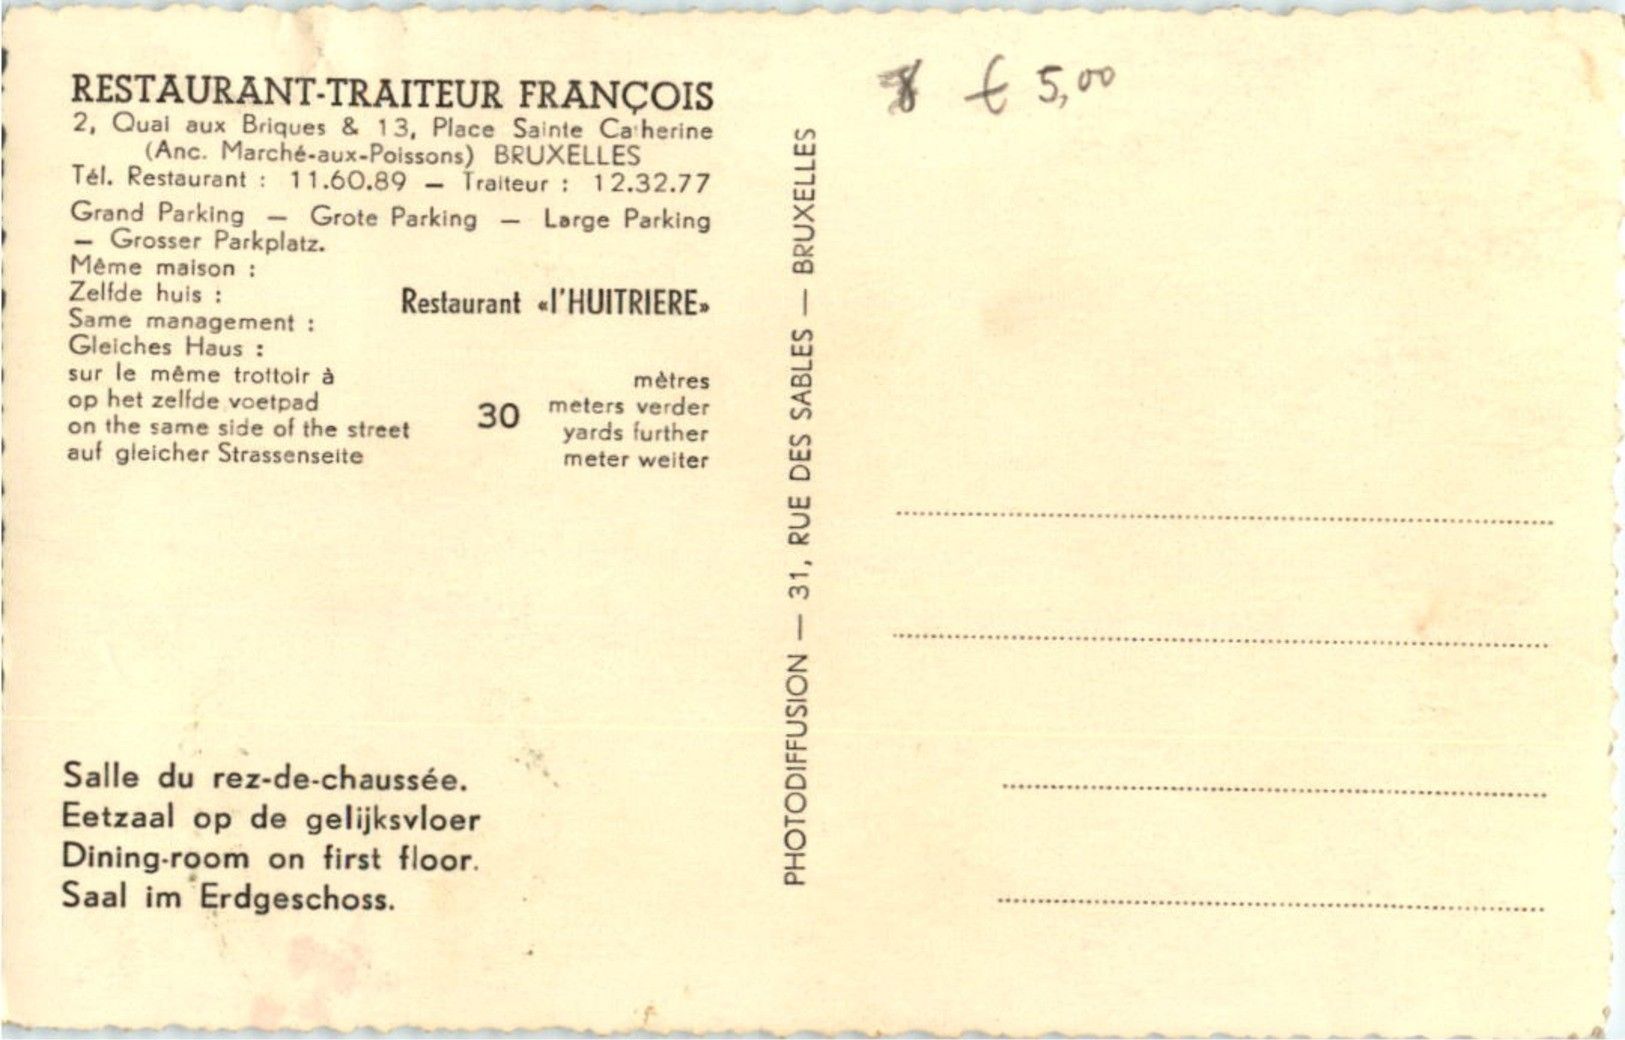 RESTAURANT-TRAITEUR FRANÇOIS
2, Quai aux Briques & 13, Place Sainte Catherine
(Anc. Marché-aux-Poissons) BRUXELLES
Tél. Restaurant : 11.60.89 — Traiteur : 12.32.77
Grand Parking — Grote Parking — Large Parking
— Grosser Parkplatz.
Même maison :
Zelfde huis :
Same management :
Gleiches Haus :
Restaurant «l'HUITRIERE»
sur le même trottoir à
op het zelfde voetpad
on the same side of the street
auf gleicher Strassenseite
30
mètres
meters verder
yards further
meter weiter
Salle du rez-de-chaussée.
Eetzaal op de gelijksvloer
Dining-room on first floor.
Saal im Erdgeschoss.
PHOTODIFFUSION — 31, RUE DES SABLES — BRUXELLES
€ 5,00